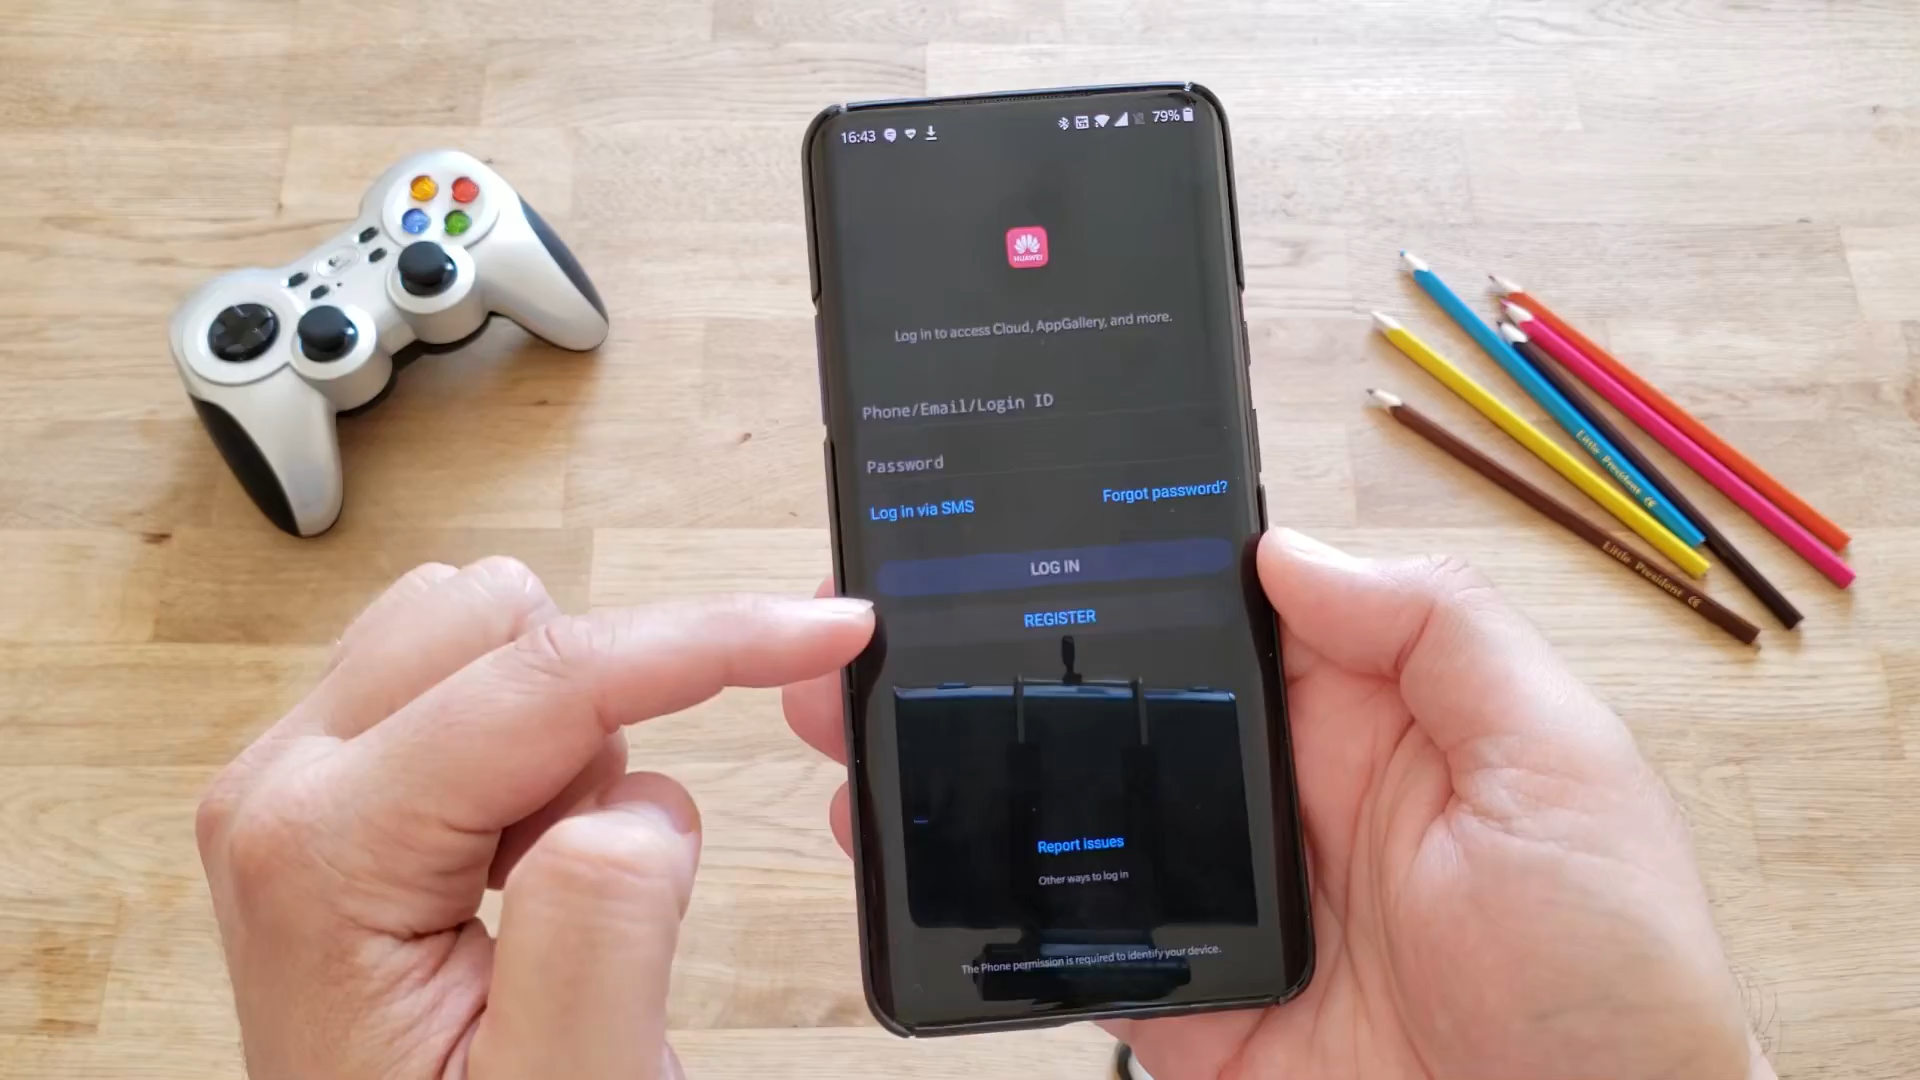 16:43
79%
HUAWEI
Log in to access Cloud, AppGallery, and more.
Phone/Email/Login ID
Password
Log in via SMS
Forgot password?
LOG IN
REGISTER
Report issues
Other ways to log in
The Phone permission is required to identify your device.
Little President CE
Little President CE